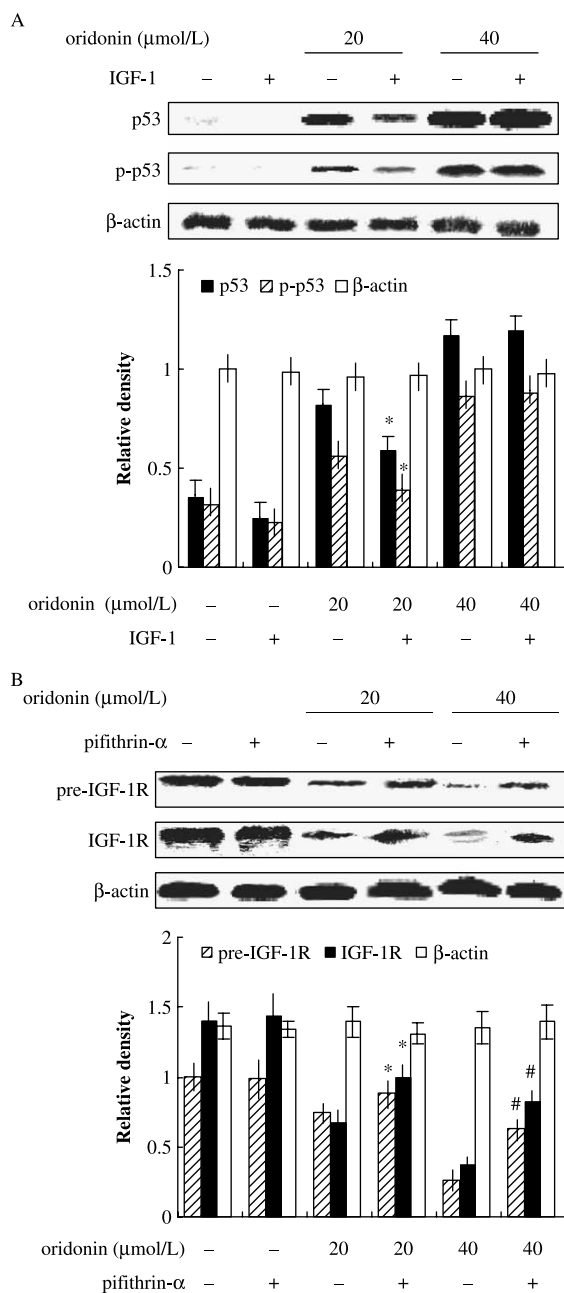 A
oridonin (μmol/L) 20 40
IGF-1 – + – + – +
p53
p-p53
β-actin
1.5
p53 p-p53 β-actin
1
Relative density
* *
0.5
0
oridonin (μmol/L) – – 20 20 40 40
IGF-1 – + – + – +
B
oridonin (μmol/L) 20 40
pifithrin-α – + – + – +
pre-IGF-1R
IGF-1R
β-actin
2
pre-IGF-1R IGF-1R β-actin
1.5
Relative density
* * # #
1
0.5
0
oridonin (μmol/L) – – 20 20 40 40
pifithrin-α – + – + – +